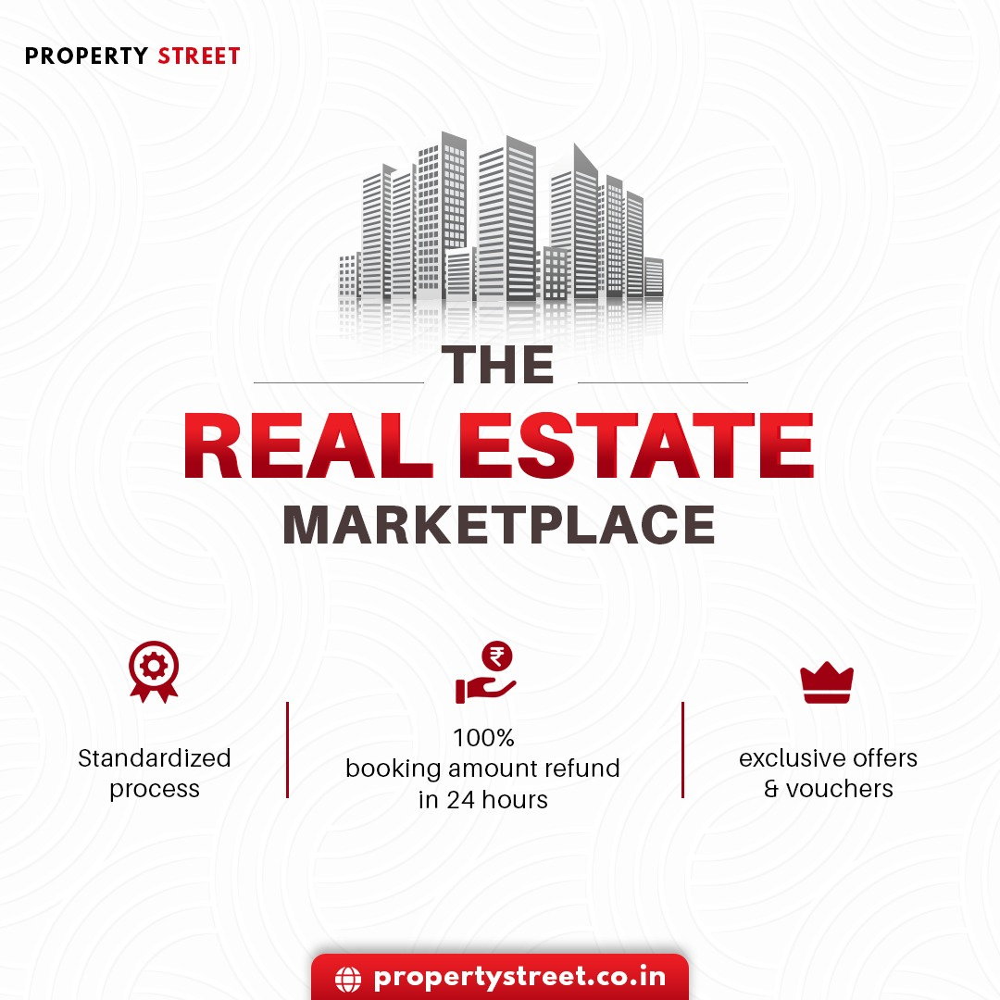 PROPERTY STREET
THE
REAL ESTATE
MARKETPLACE
Standardized
process
₹
100%
booking amount refund
in 24 hours
exclusive offers
& vouchers
propertystreet.co.in